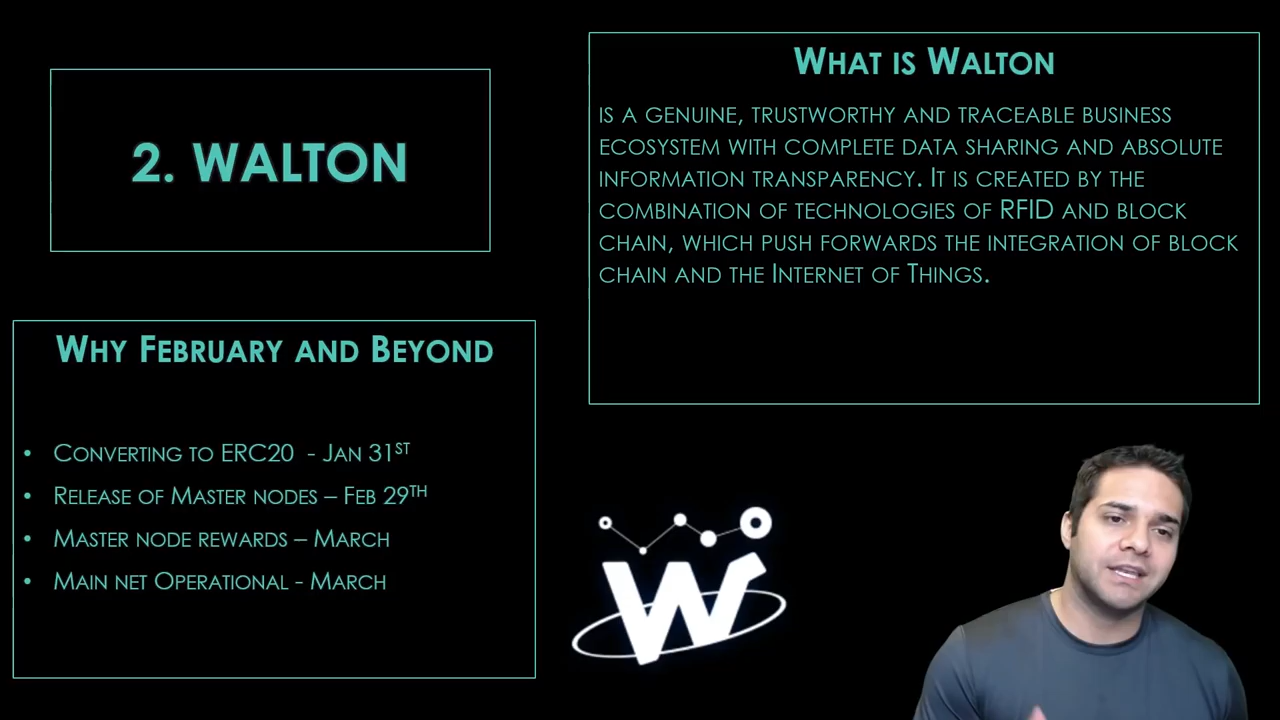 2. WALTON
WHAT IS WALTON
IS A GENUINE, TRUSTWORTHY AND TRACEABLE BUSINESS
ECOSYSTEM WITH COMPLETE DATA SHARING AND ABSOLUTE
INFORMATION TRANSPARENCY. IT IS CREATED BY THE
COMBINATION OF TECHNOLOGIES OF RFID AND BLOCK
CHAIN, WHICH PUSH FORWARDS THE INTEGRATION OF BLOCK
CHAIN AND THE INTERNET OF THINGS.
WHY FEBRUARY AND BEYOND
• CONVERTING TO ERC20 - JAN 31ST
• RELEASE OF MASTER NODES – FEB 29TH
• MASTER NODE REWARDS – MARCH
• MAIN NET OPERATIONAL - MARCH
W